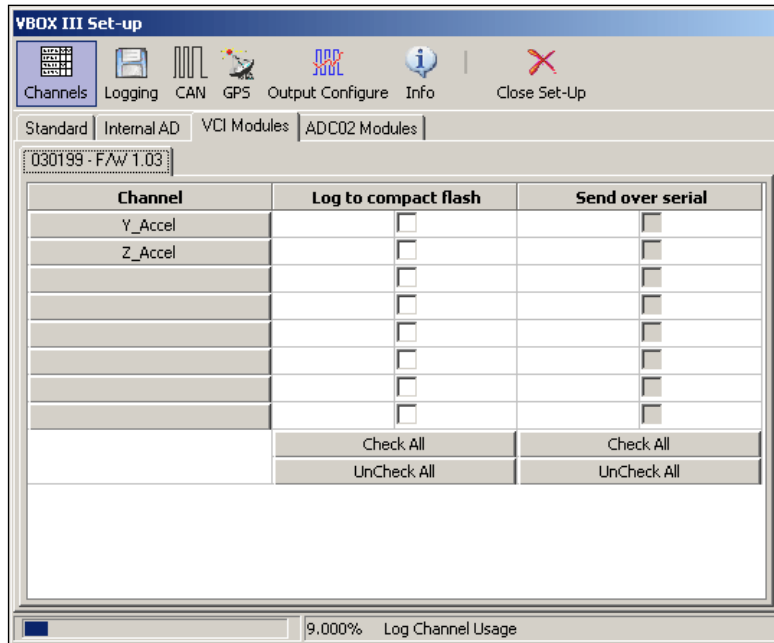 VBOX III Set-up
Channels Logging CAN GPS Output Configure Info Close Set-Up
Standard Internal AD VCI Modules ADC02 Modules
030199 - F/W 1.03
Channel Log to compact flash Send over serial
Y_Accel
Z_Accel
Check All Check All
UnCheck All UnCheck All
9.000% Log Channel Usage